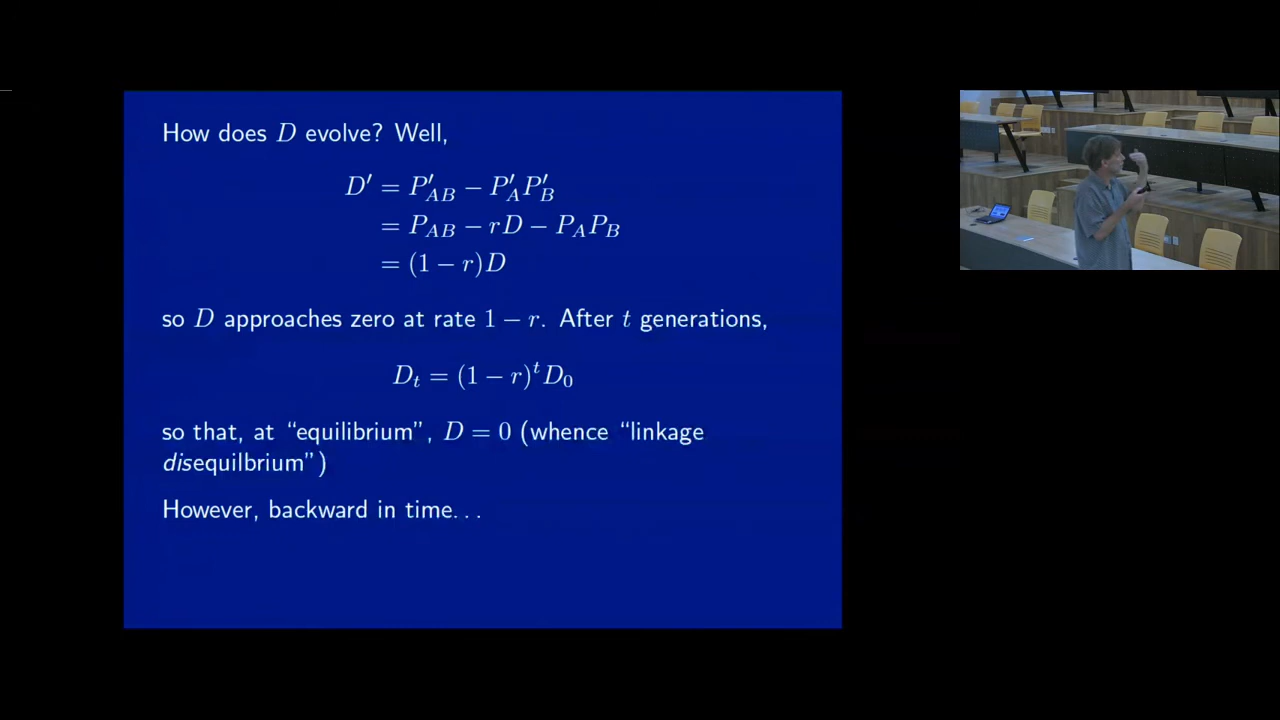 How does D evolve? Well,
D′ = P′_AB − P′_A P′_B
= P_AB − rD − P_A P_B
= (1 − r)D
so D approaches zero at rate 1 − r. After t generations,
D_t = (1 − r)^t D_0
so that, at “equilibrium”, D = 0 (whence “linkage
disequilbrium”)
However, backward in time...